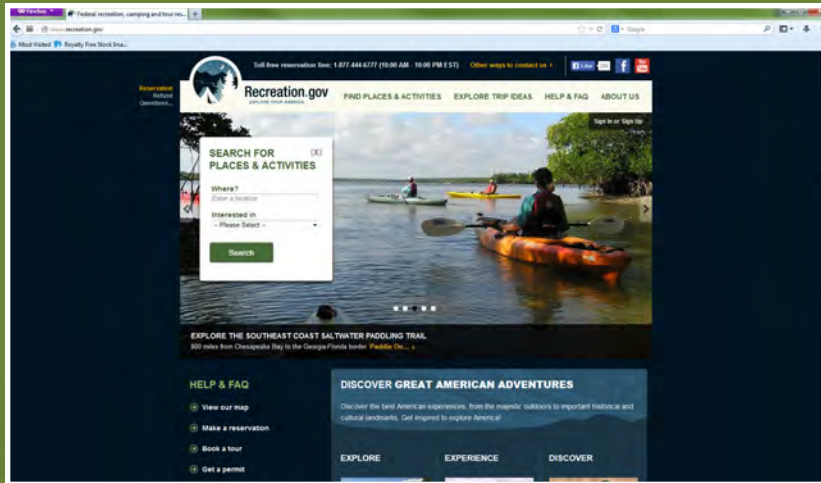 Firefox
Federal recreation, camping and tour res...
www.recreation.gov
Google
Most Visited Royalty Free Stock Ima...
Toll-free reservation line: 1-877-444-6777 (10:00 AM - 10:00 PM EST) Other ways to contact us
Like
Reservation
Refund
Questions...
Recreation.gov
EXPLORE YOUR AMERICA
FIND PLACES & ACTIVITIES EXPLORE TRIP IDEAS HELP & FAQ ABOUT US
Sign In or Sign Up
SEARCH FOR [X]
PLACES & ACTIVITIES
Where?
Enter a location
Interested in
-- Please Select --
Search
EXPLORE THE SOUTHEAST COAST SALTWATER PADDLING TRAIL
800 miles from Chesapeake Bay to the Georgia-Florida border. Paddle On...
HELP & FAQ
View our map
Make a reservation
Book a tour
Get a permit
DISCOVER GREAT AMERICAN ADVENTURES
Discover the best American experiences, from the majestic outdoors to important historical and
cultural landmarks. Get inspired to explore America!
EXPLORE EXPERIENCE DISCOVER